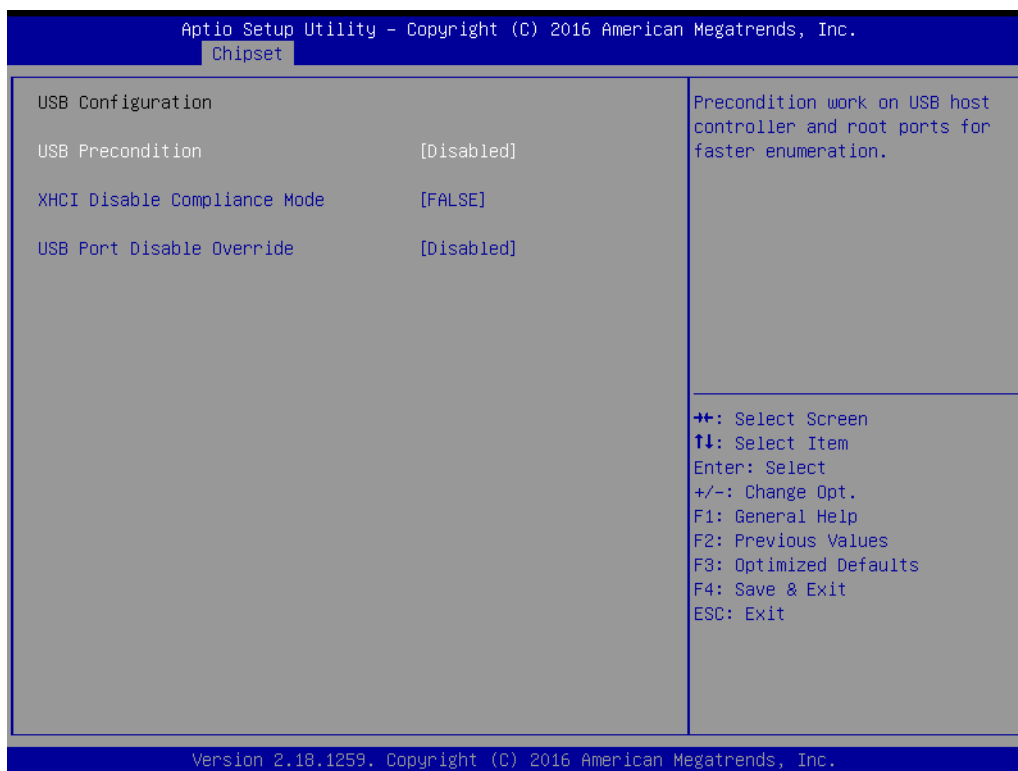 Aptio Setup Utility – Copyright (C) 2016 American Megatrends, Inc.
Chipset
USB Configuration
USB Precondition [Disabled]
XHCI Disable Compliance Mode [FALSE]
USB Port Disable Override [Disabled]
Precondition work on USB host
controller and root ports for
faster enumeration.
→←: Select Screen
↑↓: Select Item
Enter: Select
+/-: Change Opt.
F1: General Help
F2: Previous Values
F3: Optimized Defaults
F4: Save & Exit
ESC: Exit
Version 2.18.1259. Copyright (C) 2016 American Megatrends, Inc.